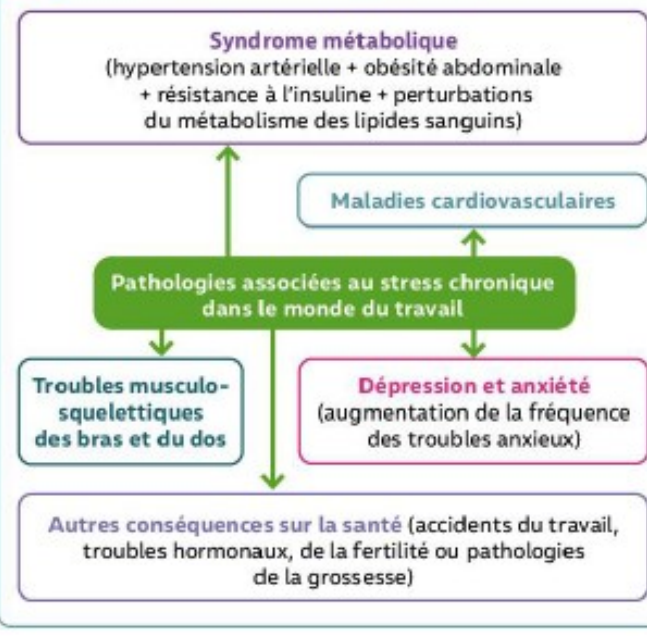 Syndrome métabolique
(hypertension artérielle + obésité abdominale
+ résistance à l'insuline + perturbations
du métabolisme des lipides sanguins)
Maladies cardiovasculaires
Pathologies associées au stress chronique
dans le monde du travail
Troubles musculo-
squelettiques
des bras et du dos
Dépression et anxiété
(augmentation de la fréquence
des troubles anxieux)
Autres conséquences sur la santé (accidents du travail,
troubles hormonaux, de la fertilité ou pathologies
de la grossesse)